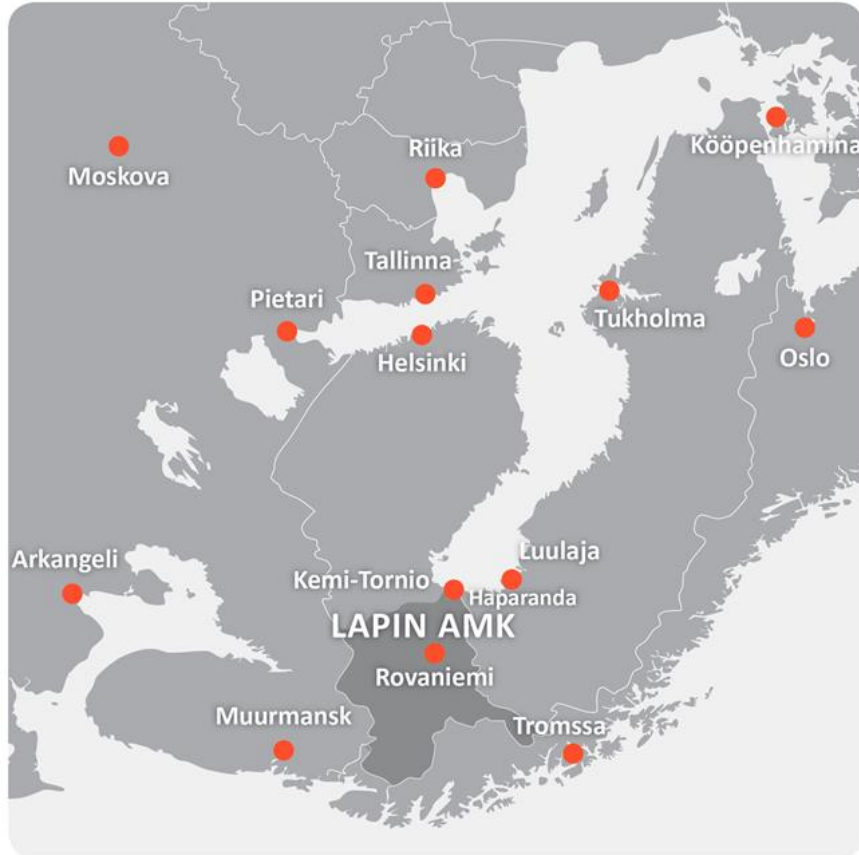 Kööpenhamina
Moskova
Riika
Tallinna
Pietari
Tukholma
Helsinki
Oslo
Luulaja
Arkangeli
Kemi-Tornio
Haparanda
LAPIN AMK
Rovaniemi
Muurmansk
Tromssa